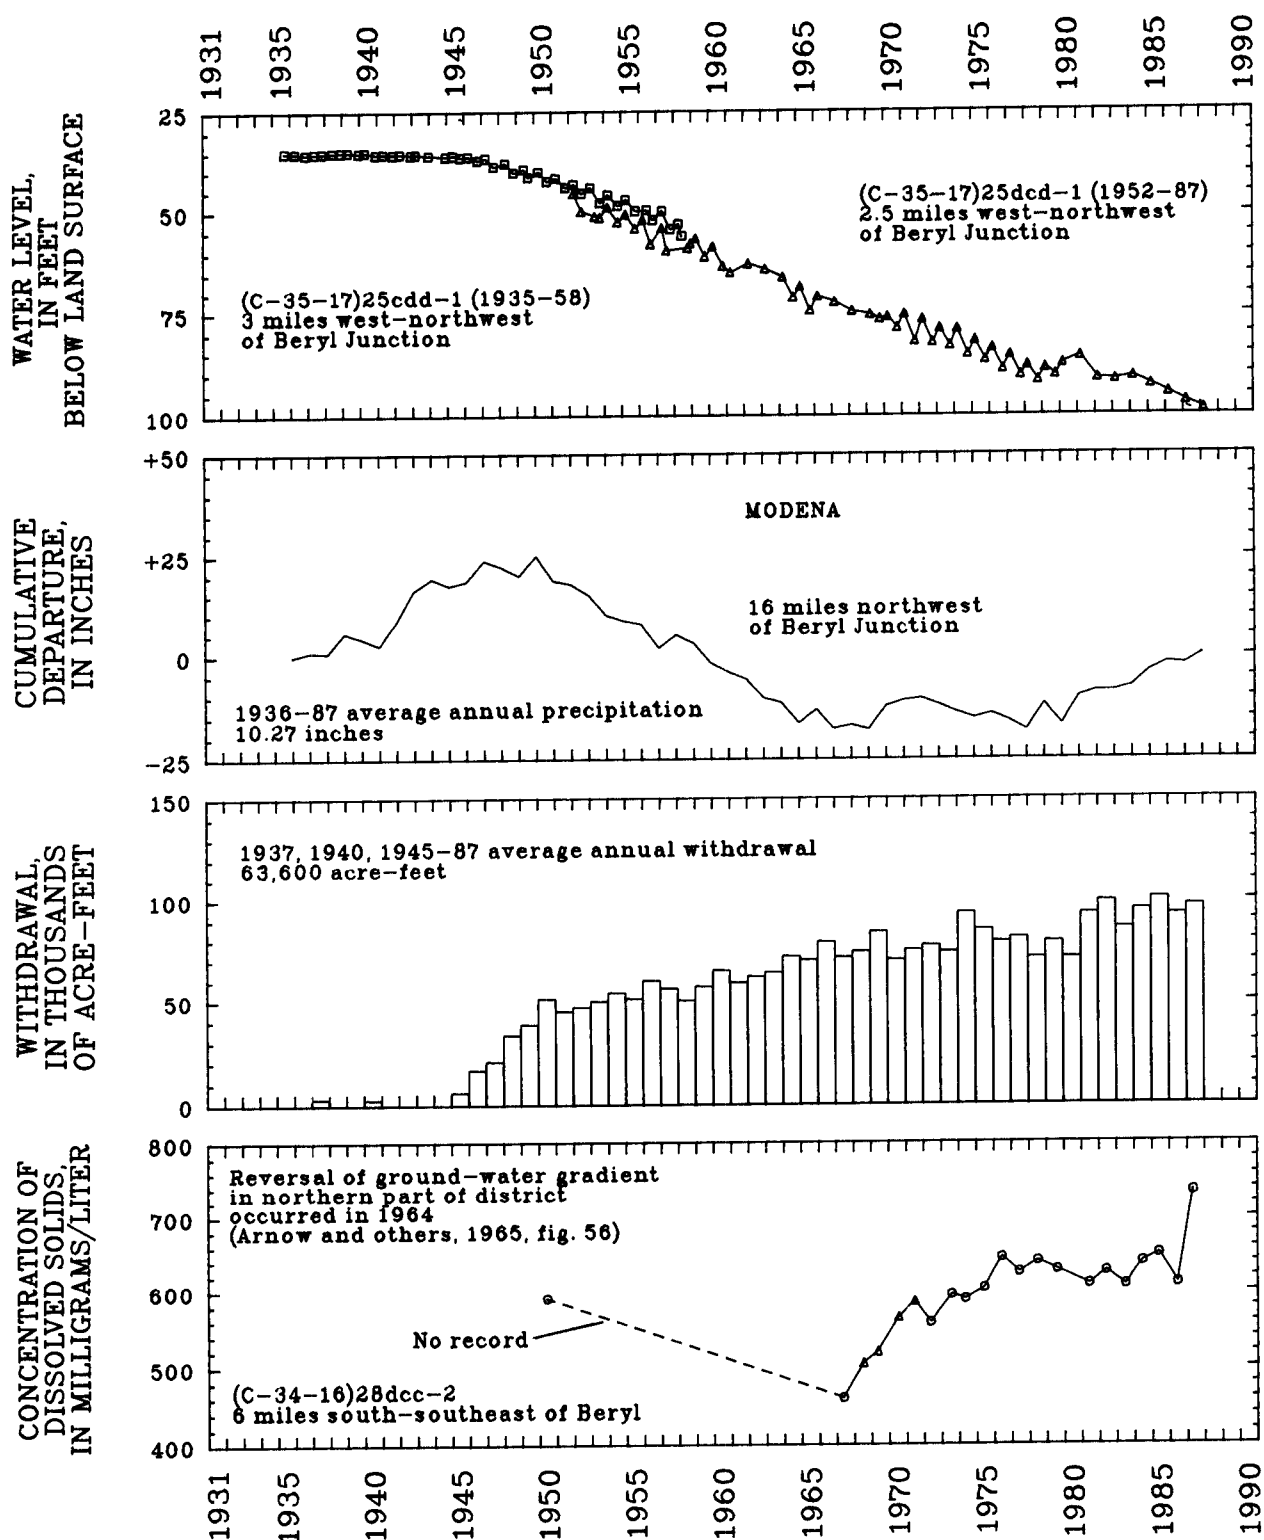 1931 1935 1940 1945 1950 1955 1960 1965 1970 1975 1980 1985 1990
WATER LEVEL,
IN FEET
BELOW LAND SURFACE
25
50
75
100
(C-35-17)25dcd-1 (1952-87)
2.5 miles west-northwest
of Beryl Junction
(C-35-17)25cdd-1 (1935-58)
3 miles west-northwest
of Beryl Junction
CUMULATIVE
DEPARTURE,
IN INCHES
+50
+25
0
-25
MODENA
16 miles northwest
of Beryl Junction
1936-87 average annual precipitation
10.27 inches
WITHDRAWAL,
IN THOUSANDS
OF ACRE-FEET
150
100
50
0
1937, 1940, 1945-87 average annual withdrawal
63,600 acre-feet
CONCENTRATION OF
DISSOLVED SOLIDS,
IN MILLIGRAMS/LITER
800
700
600
500
400
Reversal of ground-water gradient
in northern part of district
occurred in 1964
(Arnow and others, 1965, fig. 56)
No record
(C-34-16)28dcc-2
6 miles south-southeast of Beryl
1931 1935 1940 1945 1950 1955 1960 1965 1970 1975 1980 1985 1990